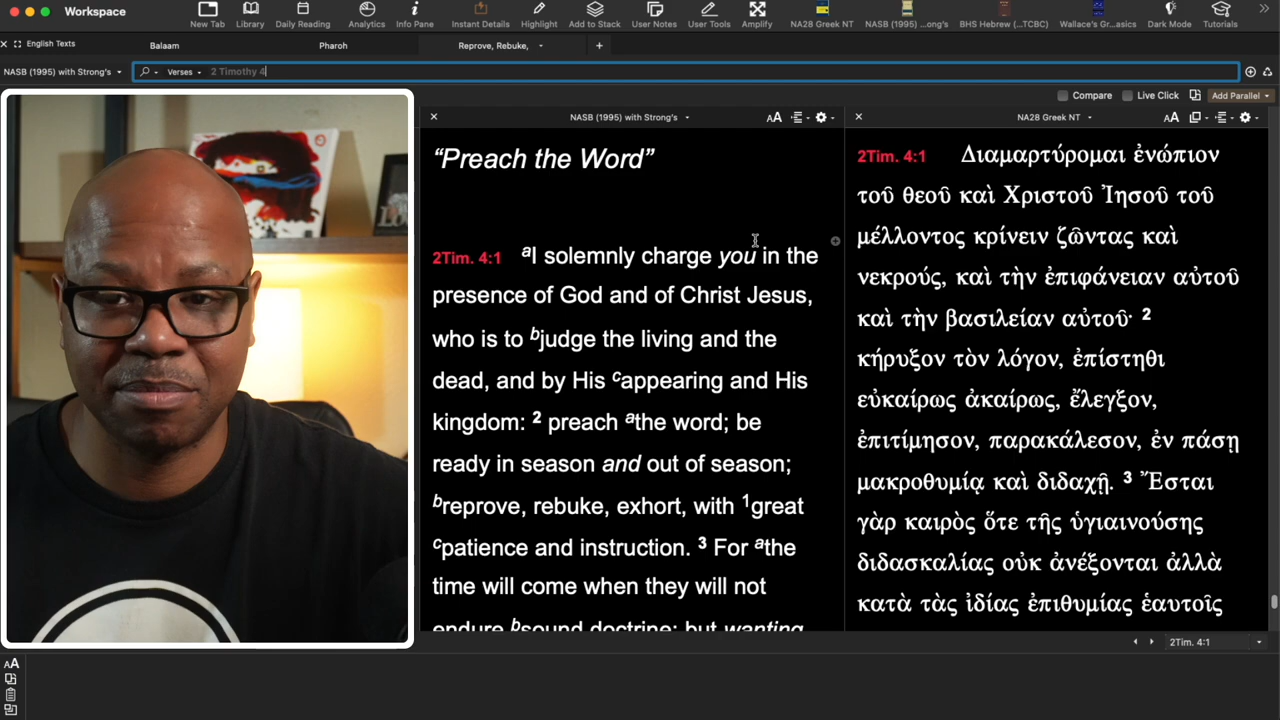 Workspace
New Tab
Library
Daily Reading
Analytics
Info Pane
Instant Details
Highlight
Add to Stack
User Notes
User Tools
Amplify
NA28 Greek NT
NASB (1995) ...ong's
BHS Hebrew (...TCBC)
Wallace's Gr...asics
Dark Mode
Tutorials
English Texts
Balaam
Pharoh
Reprove, Rebuke,
NASB (1995) with Strong's
Verses
2 Timothy 4
Compare
Live Click
Add Parallel
NASB (1995) with Strong's
“Preach the Word”
2Tim. 4:1 aI solemnly charge you in the
presence of God and of Christ Jesus,
who is to bjudge the living and the
dead, and by His cappearing and His
kingdom: 2 preach athe word; be
ready in season and out of season;
breprove, rebuke, exhort, with 1great
cpatience and instruction. 3 For athe
time will come when they will not
endure bsound doctrine; but wanting
NA28 Greek NT
2Tim. 4:1 Διαμαρτύρομαι ἐνώπιον
τοῦ θεοῦ καὶ Χριστοῦ Ἰησοῦ τοῦ
μέλλοντος κρίνειν ζῶντας καὶ
νεκρούς, καὶ τὴν ἐπιφάνειαν αὐτοῦ
καὶ τὴν βασιλείαν αὐτοῦ· 2
κήρυξον τὸν λόγον, ἐπίστηθι
εὐκαίρως ἀκαίρως, ἔλεγξον,
ἐπιτίμησον, παρακάλεσον, ἐν πάσῃ
μακροθυμίᾳ καὶ διδαχῇ. 3 Ἔσται
γὰρ καιρὸς ὅτε τῆς ὑγιαινούσης
διδασκαλίας οὐκ ἀνέξονται ἀλλὰ
κατὰ τὰς ἰδίας ἐπιθυμίας ἑαυτοῖς
2Tim. 4:1